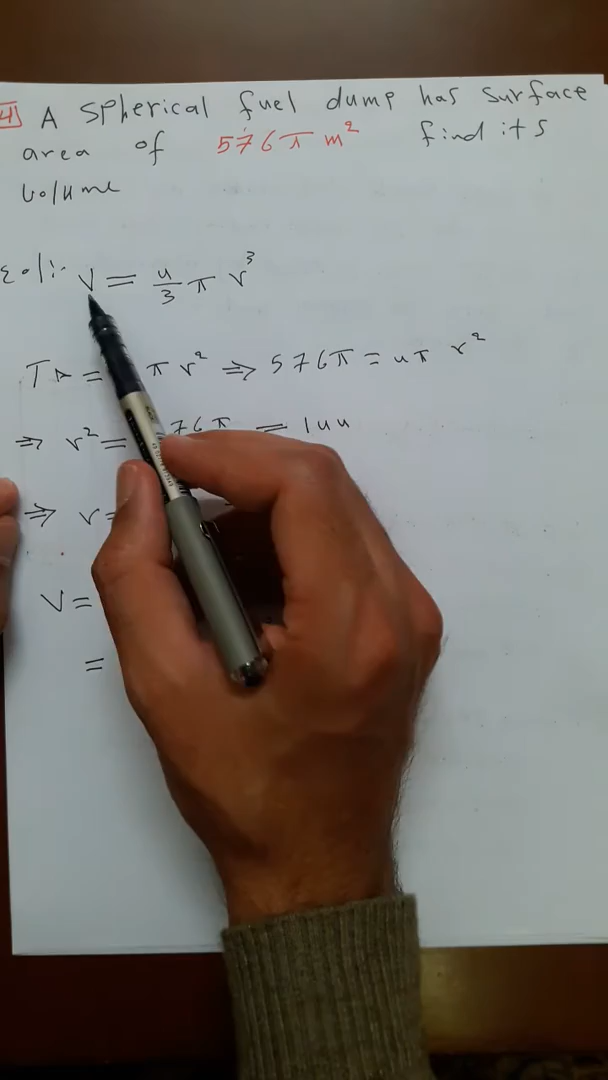 4 A spherical fuel dump has surface
area of 576π m² find its
volume
Sol:- V = 4/3 π r³
TA = π r² ⇒ 576π = 4π r²
⇒ r² = 76π = 144
⇒ r =
V =
=